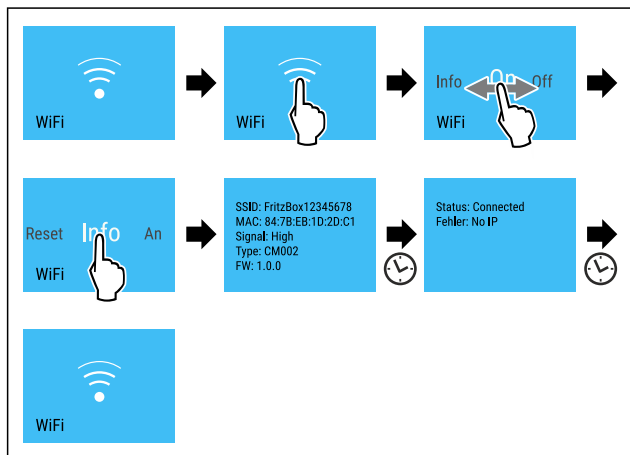 WiFi
WiFi
Info On Off
WiFi
Reset Info An
WiFi
SSID: FritzBox12345678
MAC: 84:7B:EB:1D:2D:C1
Signal: High
Type: CM002
FW: 1.0.0
Status: Connected
Fehler: No IP
WiFi